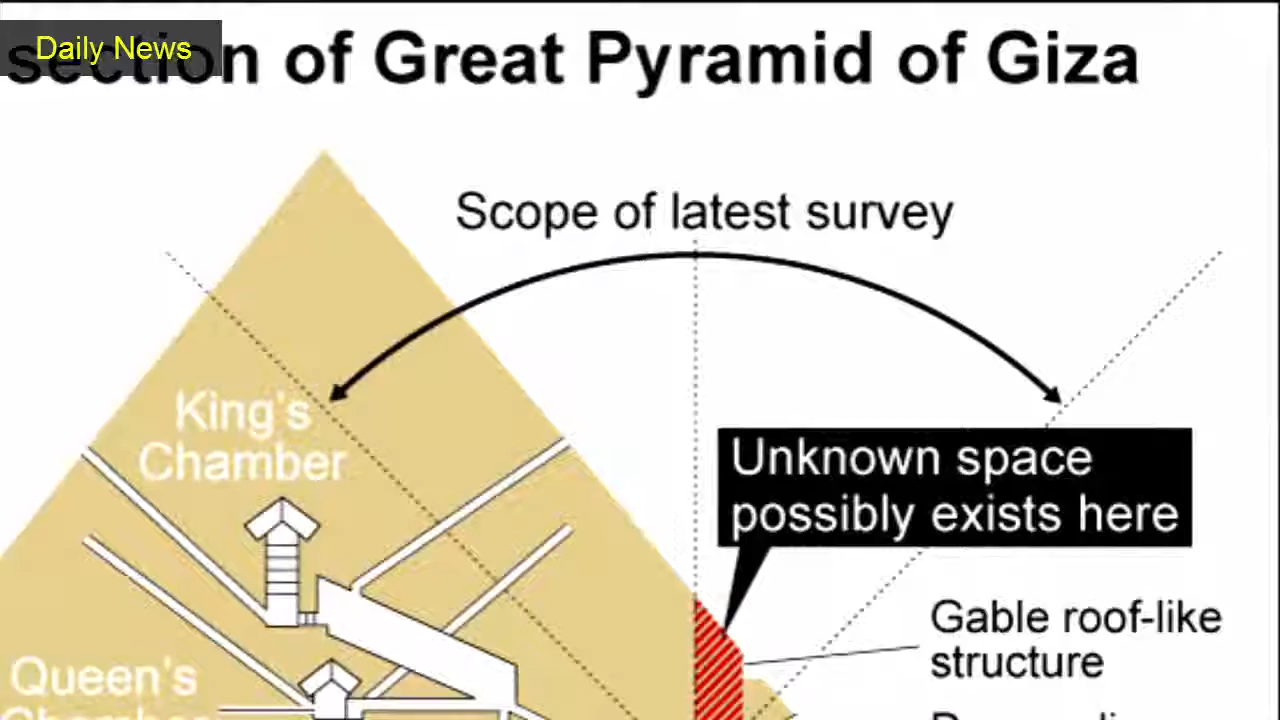 Daily News
section of Great Pyramid of Giza
Scope of latest survey
King's
Chamber
Unknown space
possibly exists here
Gable roof-like
structure
Queen's
Chamber